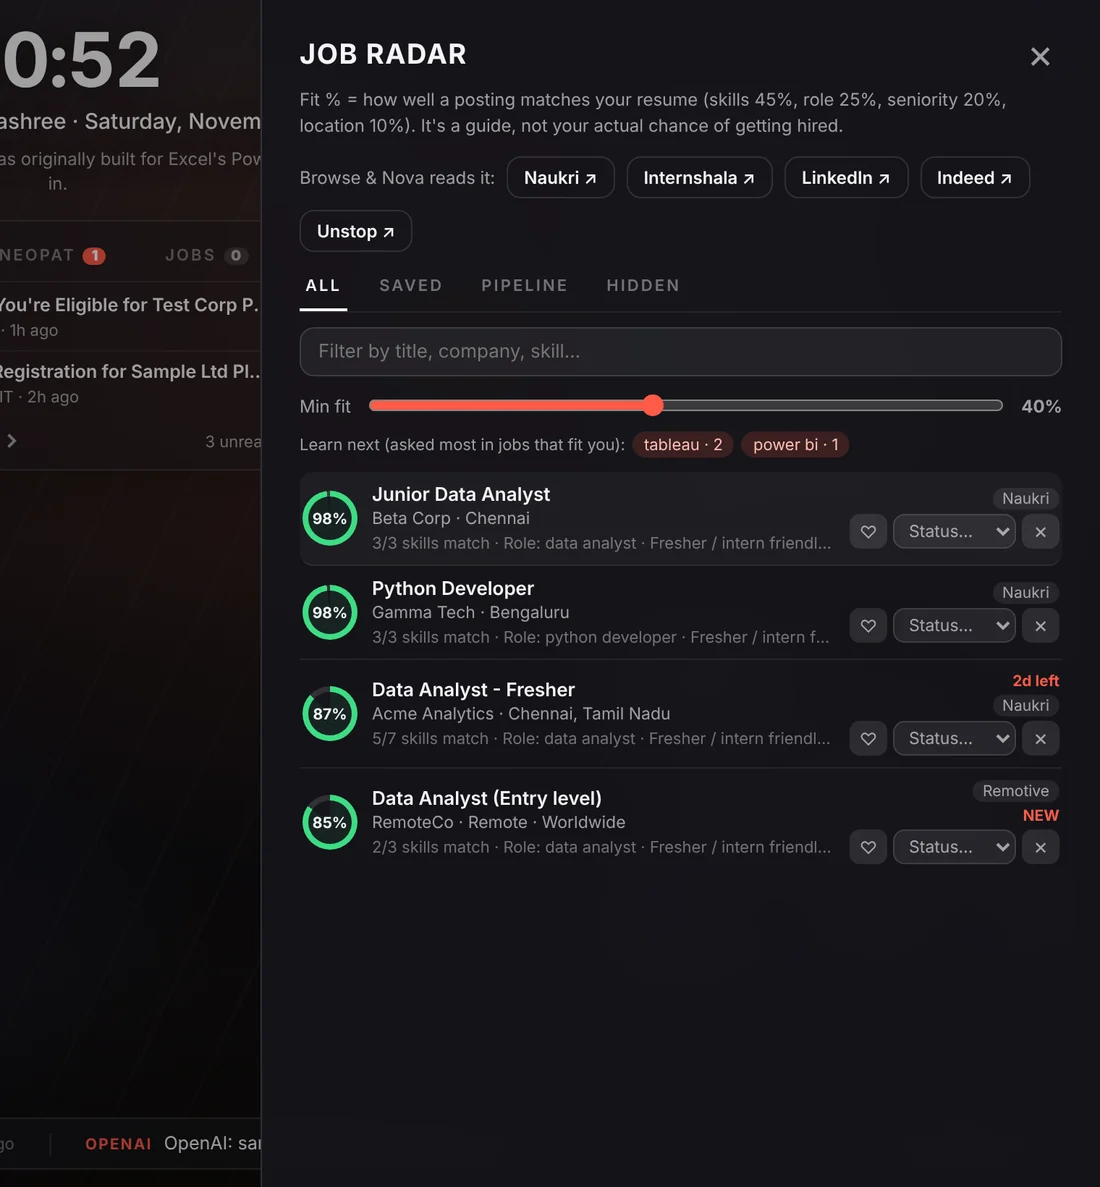 0:52
ashree · Saturday, Novem
as originally built for Excel's Pow
in.
NEOPAT 1 JOBS 0
You're Eligible for Test Corp P...
· 1h ago
Registration for Sample Ltd Pl...
IT · 2h ago
3 unrea
go
OPENAI OpenAI: sar
JOB RADAR
Fit % = how well a posting matches your resume (skills 45%, role 25%, seniority 20%,
location 10%). It's a guide, not your actual chance of getting hired.
Browse & Nova reads it: Naukri ↗ Internshala ↗ LinkedIn ↗ Indeed ↗
Unstop ↗
ALL SAVED PIPELINE HIDDEN
Filter by title, company, skill...
Min fit 40%
Learn next (asked most in jobs that fit you): tableau · 2 power bi · 1
98%
Junior Data Analyst
Beta Corp · Chennai
3/3 skills match · Role: data analyst · Fresher / intern friendl...
Naukri
Status...
98%
Python Developer
Gamma Tech · Bengaluru
3/3 skills match · Role: python developer · Fresher / intern f...
Naukri
Status...
87%
Data Analyst - Fresher
Acme Analytics · Chennai, Tamil Nadu
5/7 skills match · Role: data analyst · Fresher / intern friendl...
2d left
Naukri
Status...
85%
Data Analyst (Entry level)
RemoteCo · Remote · Worldwide
2/3 skills match · Role: data analyst · Fresher / intern friendl...
Remotive
NEW
Status...